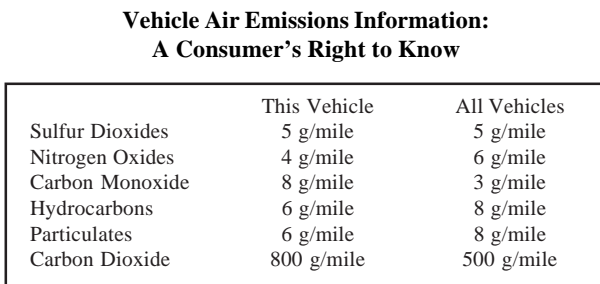 Vehicle Air Emissions Information:
A Consumer's Right to Know
This Vehicle All Vehicles
Sulfur Dioxides 5 g/mile 5 g/mile
Nitrogen Oxides 4 g/mile 6 g/mile
Carbon Monoxide 8 g/mile 3 g/mile
Hydrocarbons 6 g/mile 8 g/mile
Particulates 6 g/mile 8 g/mile
Carbon Dioxide 800 g/mile 500 g/mile